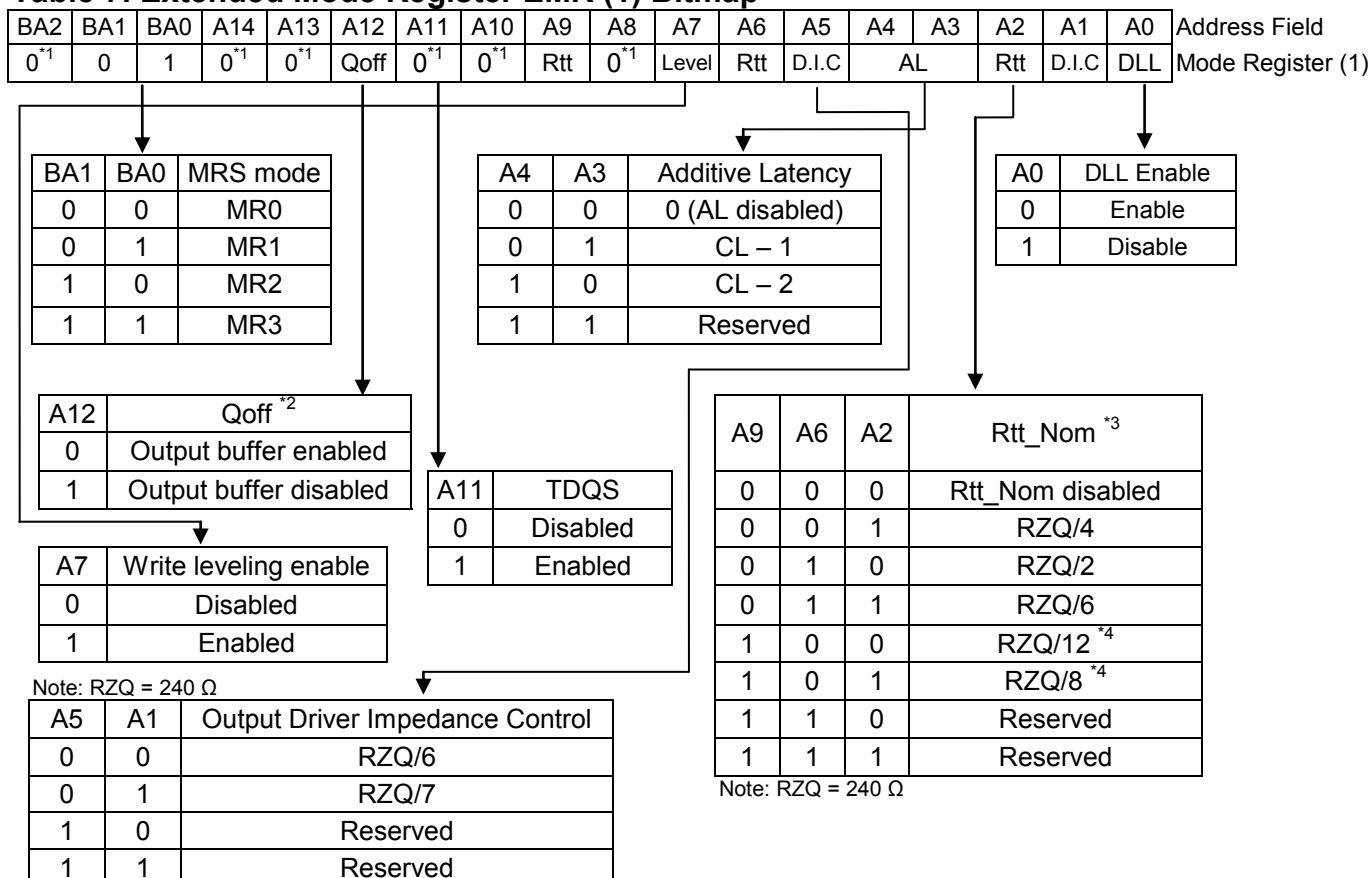 Table 7. Extended Mode Register EMR (1) Bitmap
BA2 BA1 BA0 A14 A13 A12 A11 A10 A9 A8 A7 A6 A5 A4 A3 A2 A1 A0 Address Field
0*1 0 1 0*1 0*1 Qoff 0*1 0*1 Rtt 0*1 Level Rtt D.I.C AL Rtt D.I.C DLL Mode Register (1)
BA1 BA0 MRS mode
0 0 MR0
0 1 MR1
1 0 MR2
1 1 MR3
A4 A3 Additive Latency
0 0 0 (AL disabled)
0 1 CL – 1
1 0 CL – 2
1 1 Reserved
A0 DLL Enable
0 Enable
1 Disable
A12 Qoff *2
0 Output buffer enabled
1 Output buffer disabled
A11 TDQS
0 Disabled
1 Enabled
A9 A6 A2 Rtt_Nom *3
0 0 0 Rtt_Nom disabled
0 0 1 RZQ/4
0 1 0 RZQ/2
0 1 1 RZQ/6
1 0 0 RZQ/12 *4
1 0 1 RZQ/8 *4
1 1 0 Reserved
1 1 1 Reserved
Note: RZQ = 240 Ω
A7 Write leveling enable
0 Disabled
1 Enabled
Note: RZQ = 240 Ω
A5 A1 Output Driver Impedance Control
0 0 RZQ/6
0 1 RZQ/7
1 0 Reserved
1 1 Reserved